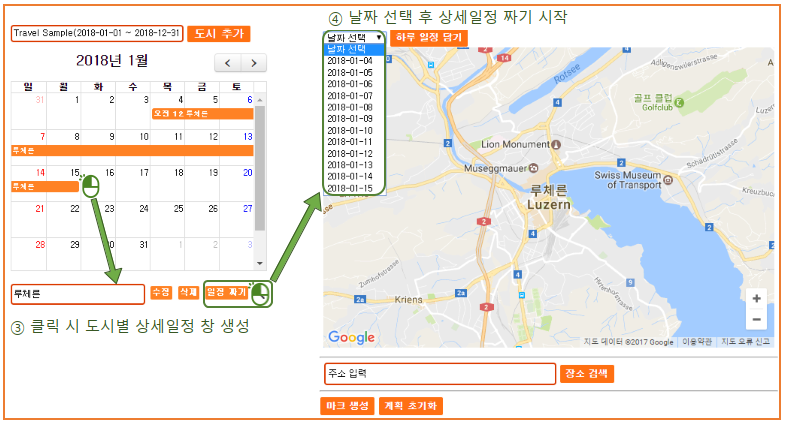 Travel Sample(2018-01-01 ~ 2018-12-31
도시 추가
2018년 1월
< >
일 월 화 수 목 금 토
31 1 2 3 4 5 6
오전 12 루체른
7 8 9 10 11 12 13
루체른
14 15 18 19 20
루체른
21 22 23 24 25 26 27
28 29 30 31 1 2 3
루체른
수정 삭제 일정 짜기
③ 클릭 시 도시별 상세일정 창 생성
④ 날짜 선택 후 상세일정 짜기 시작
날짜 선택
하루 일정 담기
날짜 선택
2018-01-04
2018-01-05
2018-01-06
2018-01-07
2018-01-08
2018-01-09
2018-01-10
2018-01-11
2018-01-12
2018-01-13
2018-01-14
2018-01-15
Rotsee
Adligenswilerstrasse
골프 클럽
Golfclub
Lion Monument
Museggmauer
Schädrütistrasse
Swiss Museum
of Transport
루체른
Luzern
Kreuzbuc
Zumhofstrasse
Kriens
+
−
Google
지도 데이터 ©2017 Google 이용약관 지도 오류 신고
주소 입력
장소 검색
마크 생성 계획 초기화